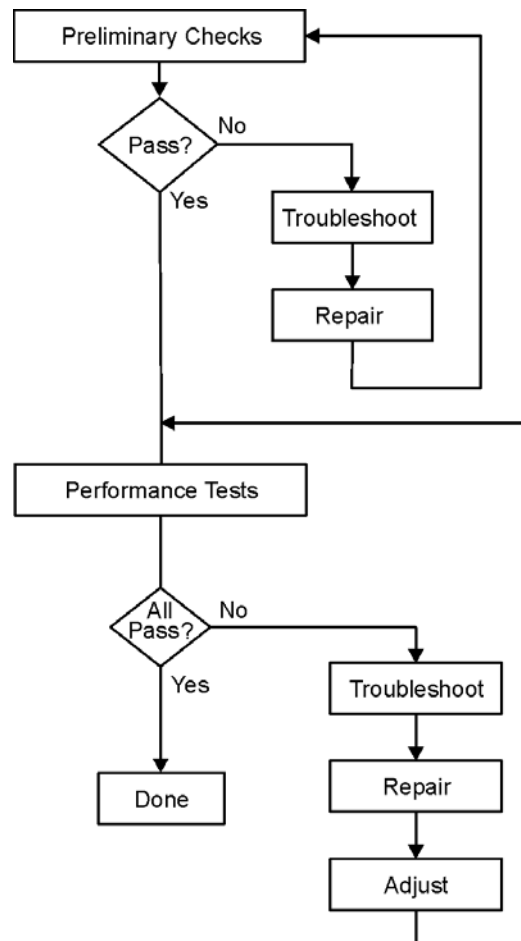 Preliminary Checks
Pass?
No
Yes
Troubleshoot
Repair
Performance Tests
All
Pass?
No
Yes
Troubleshoot
Done
Repair
Adjust